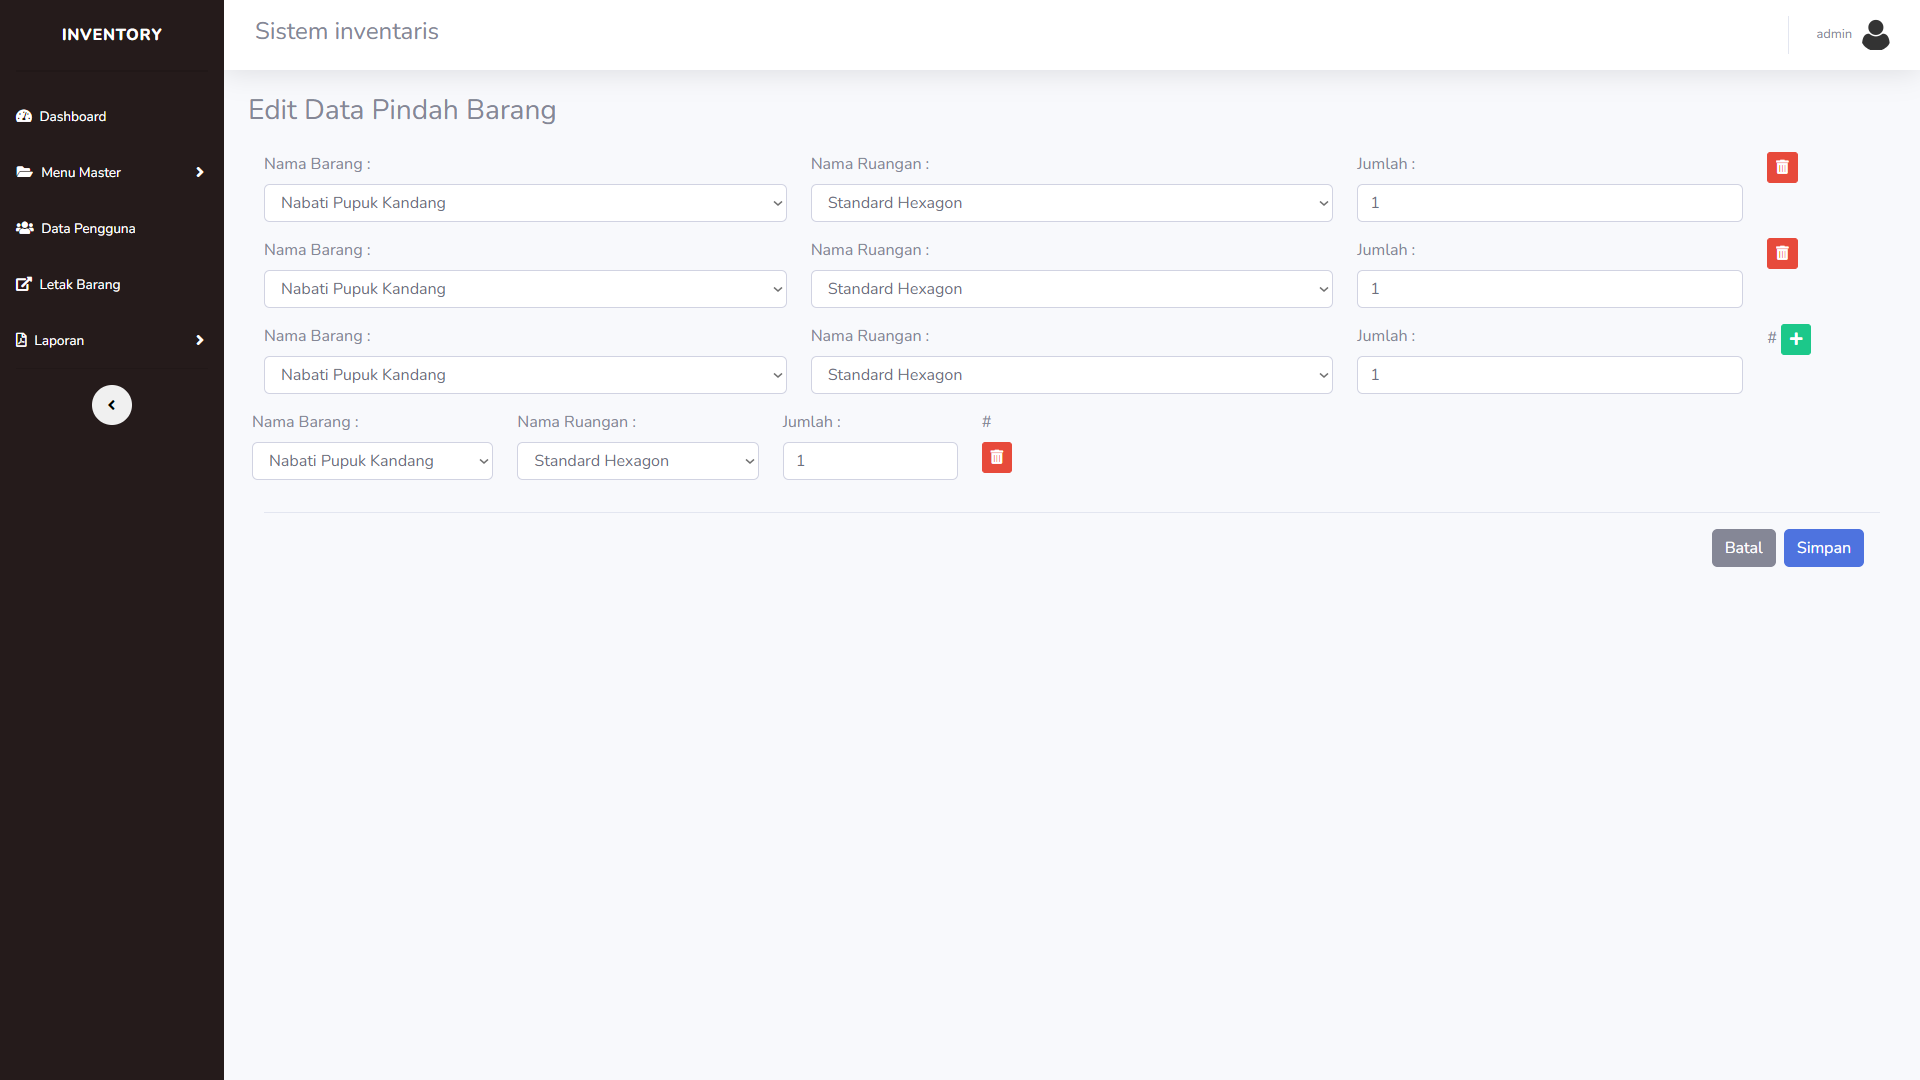 INVENTORY
Sistem inventaris
admin
Dashboard
Menu Master
Data Pengguna
Letak Barang
Laporan
Edit Data Pindah Barang
Nama Barang : Nama Ruangan : Jumlah :
Nabati Pupuk Kandang Standard Hexagon 1
Nama Barang : Nama Ruangan : Jumlah :
Nabati Pupuk Kandang Standard Hexagon 1
Nama Barang : Nama Ruangan : Jumlah : # +
Nabati Pupuk Kandang Standard Hexagon 1
Nama Barang : Nama Ruangan : Jumlah : #
Nabati Pupuk Kandang Standard Hexagon 1
Batal Simpan